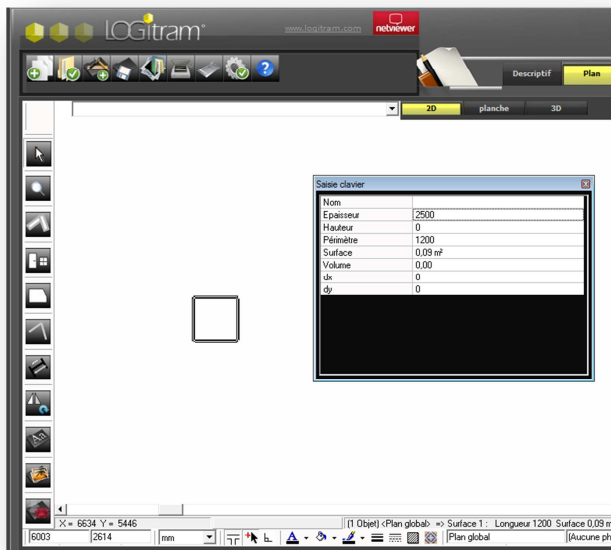 LOGitram
www.logitram.com
netviewer
Descriptif
Plan
2D
planche
3D
Saisie clavier
Nom
Epaisseur 2500
Hauteur 0
Périmètre 1200
Surface 0,09 m²
Volume 0,00
dx 0
dy 0
X = 6634 Y = 5446
(1 Objet) <Plan global> => Surface 1 : Longueur 1200 Surface 0,09 m
6003 2614 mm A Plan global (Aucune ph